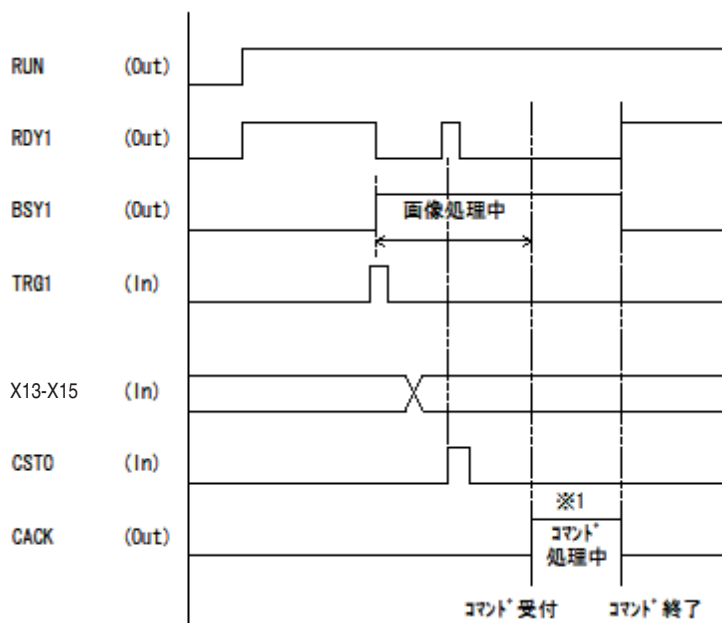 RUN (Out)
RDY1 (Out)
BSY1 (Out)
画像処理中
TRG1 (In)
X13-X15 (In)
CST0 (In)
※1
CACK (Out)
コマンド
処理中
コマンド受付 コマンド終了